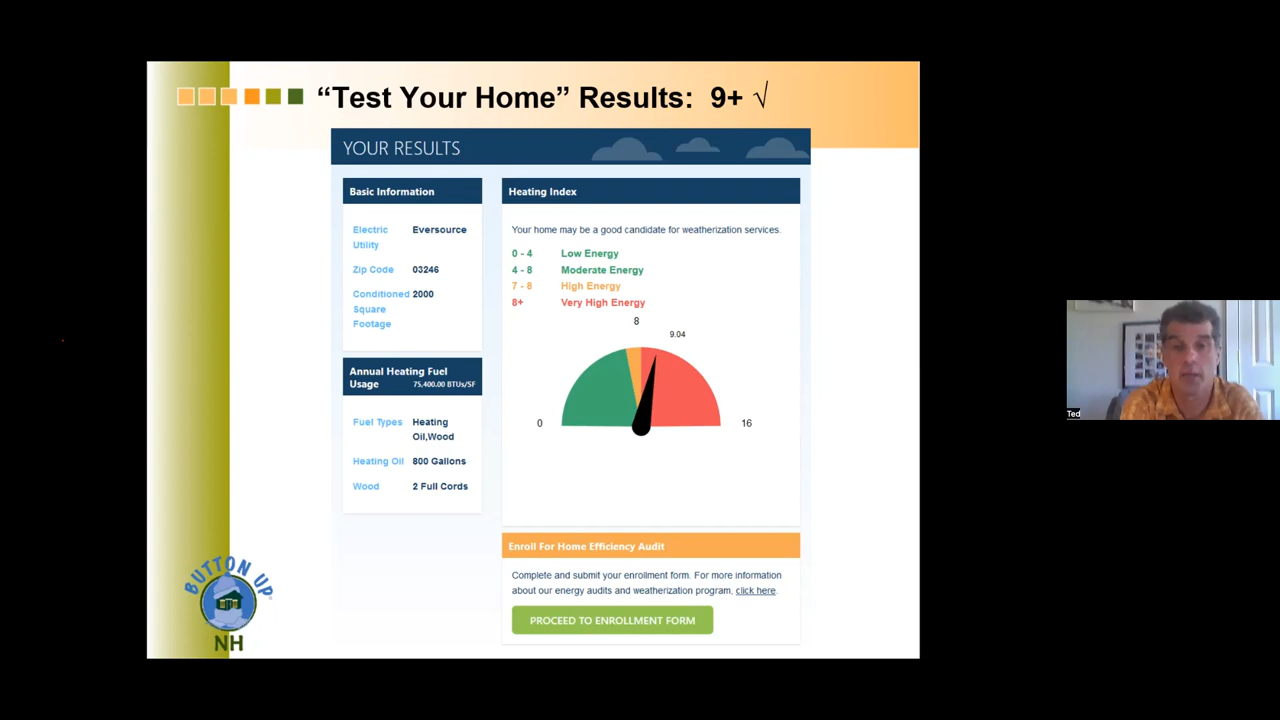 “Test Your Home” Results: 9+ √
YOUR RESULTS
Basic Information
Electric Utility Eversource
Zip Code 03246
Conditioned Square Footage 2000
Annual Heating Fuel
Usage 75,400.00 BTUs/SF
Fuel Types Heating Oil,Wood
Heating Oil 800 Gallons
Wood 2 Full Cords
Heating Index
Your home may be a good candidate for weatherization services.
0 - 4 Low Energy
4 - 8 Moderate Energy
7 - 8 High Energy
8+ Very High Energy
8
9.04
0
16
Enroll For Home Efficiency Audit
Complete and submit your enrollment form. For more information
about our energy audits and weatherization program, click here.
PROCEED TO ENROLLMENT FORM
BUTTON UP
NH
Ted